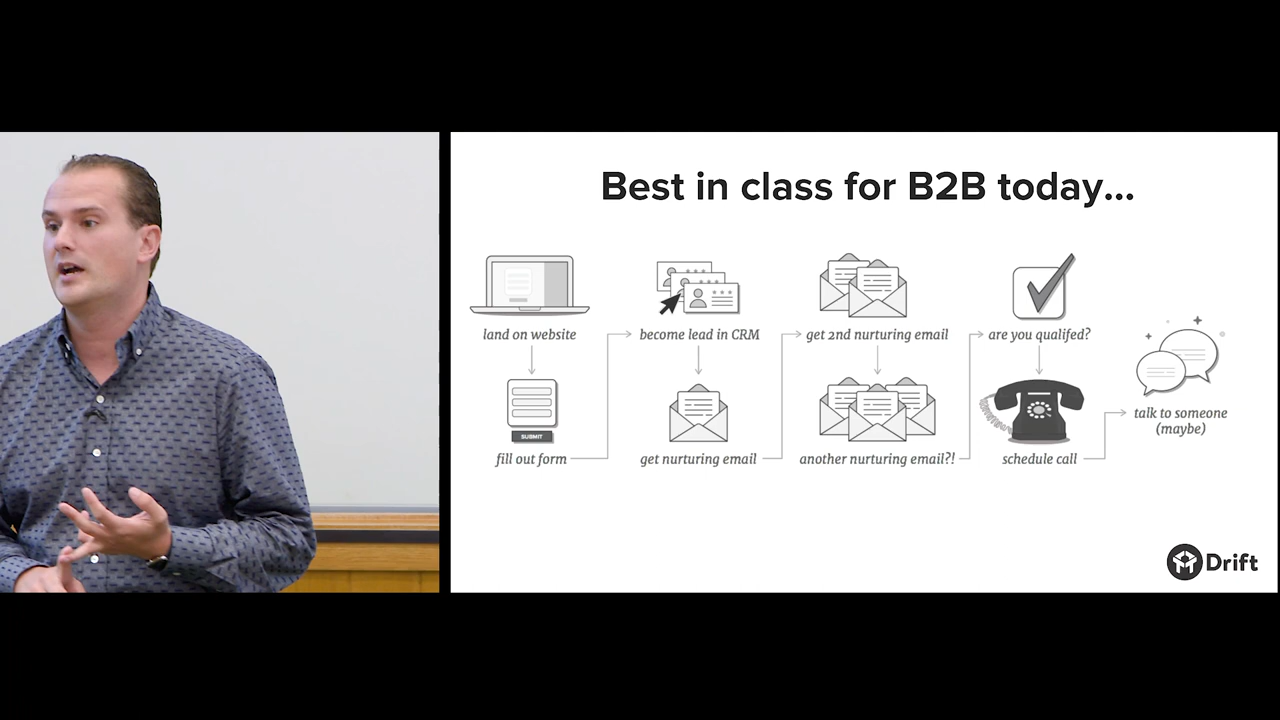 Best in class for B2B today...
land on website
fill out form
SUBMIT
become lead in CRM
get nurturing email
get 2nd nurturing email
another nurturing email?!
are you qualifed?
schedule call
talk to someone
(maybe)
Drift